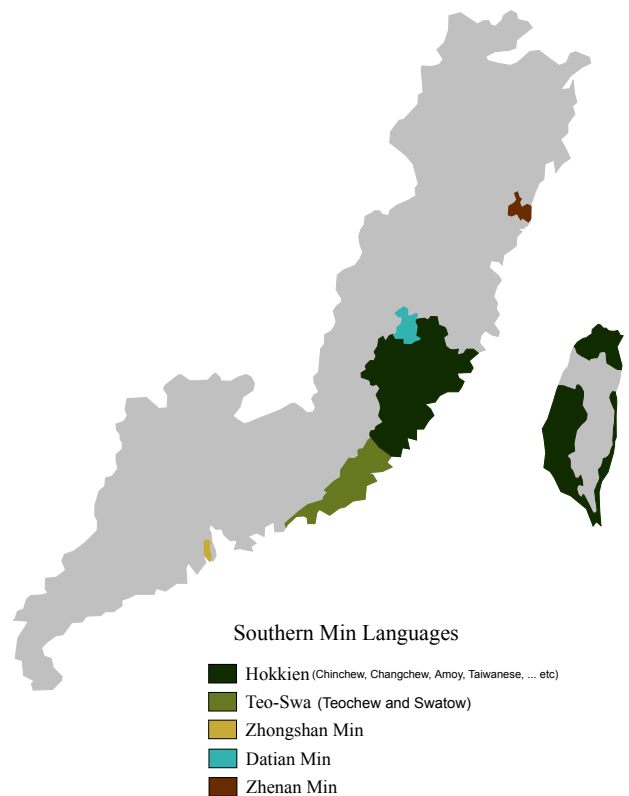 Southern Min Languages
Hokkien (Chinchew, Changchew, Amoy, Taiwanese, ... etc)
Teo-Swa (Teochew and Swatow)
Zhongshan Min
Datian Min
Zhenan Min